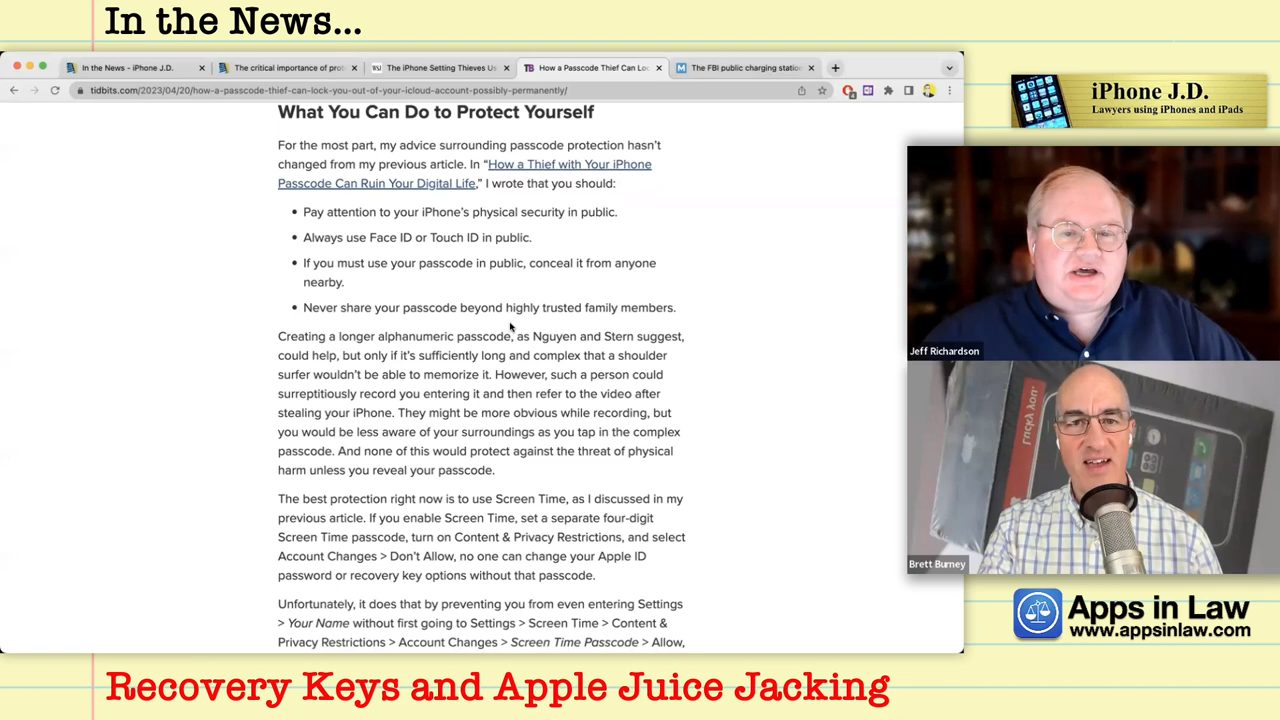 In the News...
In the News - iPhone J.D.
The critical importance of prot
The iPhone Setting Thieves Us
How a Passcode Thief Can Loc
The FBI public charging statio
tidbits.com/2023/04/20/how-a-passcode-thief-can-lock-you-out-of-your-icloud-account-possibly-permanently/
What You Can Do to Protect Yourself
For the most part, my advice surrounding passcode protection hasn’t
changed from my previous article. In “How a Thief with Your iPhone
Passcode Can Ruin Your Digital Life,” I wrote that you should:
• Pay attention to your iPhone’s physical security in public.
• Always use Face ID or Touch ID in public.
• If you must use your passcode in public, conceal it from anyone
nearby.
• Never share your passcode beyond highly trusted family members.
Creating a longer alphanumeric passcode, as Nguyen and Stern suggest,
could help, but only if it’s sufficiently long and complex that a shoulder
surfer wouldn’t be able to memorize it. However, such a person could
surreptitiously record you entering it and then refer to the video after
stealing your iPhone. They might be more obvious while recording, but
you would be less aware of your surroundings as you tap in the complex
passcode. And none of this would protect against the threat of physical
harm unless you reveal your passcode.
The best protection right now is to use Screen Time, as I discussed in my
previous article. If you enable Screen Time, set a separate four-digit
Screen Time passcode, turn on Content & Privacy Restrictions, and select
Account Changes > Don’t Allow, no one can change your Apple ID
password or recovery key options without that passcode.
Unfortunately, it does that by preventing you from even entering Settings
> Your Name without first going to Settings > Screen Time > Content &
Privacy Restrictions > Account Changes > Screen Time Passcode > Allow,
iPhone J.D.
Lawyers using iPhones and iPads
Jeff Richardson
Brett Burney
Apps in Law
www.appsinlaw.com
Recovery Keys and Apple Juice Jacking